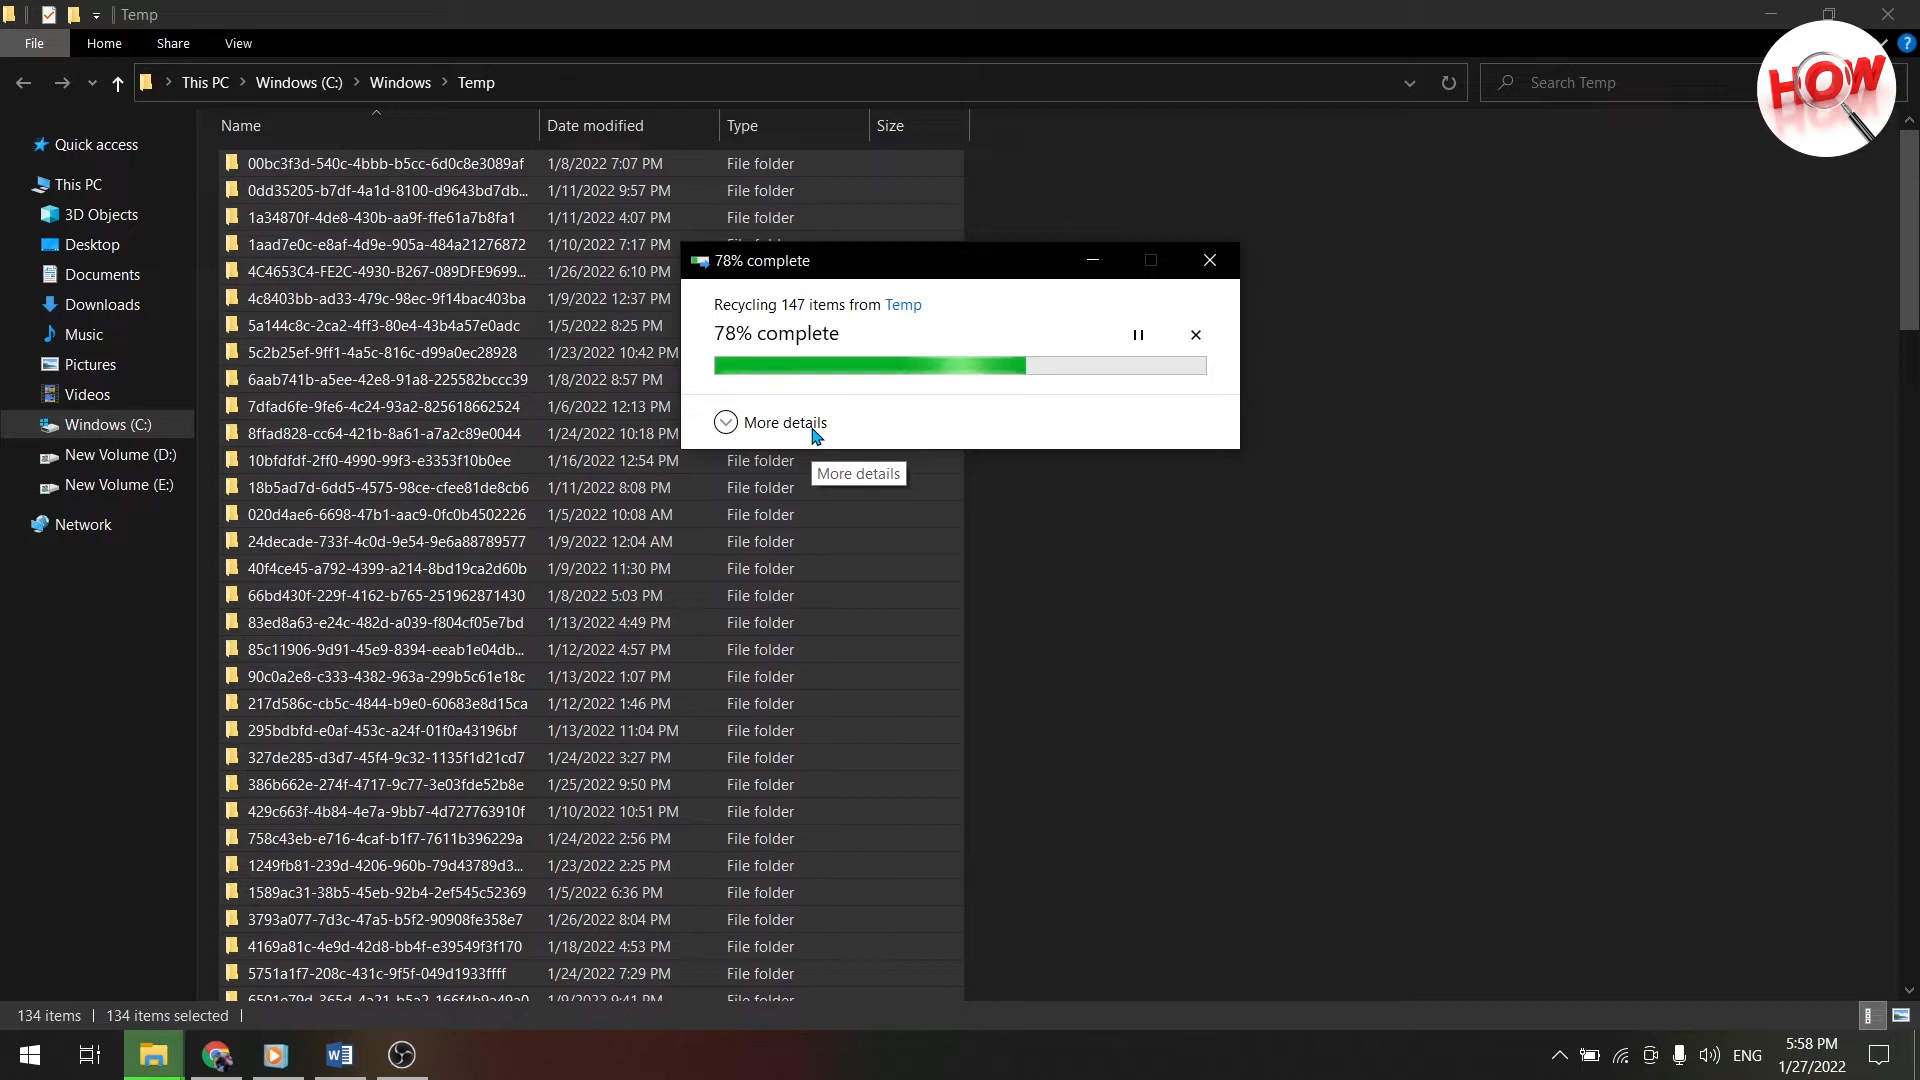 Temp
File Home Share View
This PC > Windows (C:) > Windows > Temp
Search Temp
HOW
Name Date modified Type Size
Quick access
This PC
3D Objects
Desktop
Documents
Downloads
Music
Pictures
Videos
Windows (C:)
New Volume (D:)
New Volume (E:)
Network
00bc3f3d-540c-4bbb-b5cc-6d0c8e3089af 1/8/2022 7:07 PM File folder
0dd35205-b7df-4a1d-8100-d9643bd7db... 1/11/2022 9:57 PM File folder
1a34870f-4de8-430b-aa9f-ffe61a7b8fa1 1/11/2022 4:07 PM File folder
1aad7e0c-e8af-4d9e-905a-484a21276872 1/10/2022 7:17 PM
4C4653C4-FE2C-4930-B267-089DFE9699... 1/26/2022 6:10 PM
4c8403bb-ad33-479c-98ec-9f14bac403ba 1/9/2022 12:37 PM
5a144c8c-2ca2-4ff3-80e4-43b4a57e0adc 1/5/2022 8:25 PM
5c2b25ef-9ff1-4a5c-816c-d99a0ec28928 1/23/2022 10:42 PM
6aab741b-a5ee-42e8-91a8-225582bccc39 1/8/2022 8:57 PM
7dfad6fe-9fe6-4c24-93a2-825618662524 1/6/2022 12:13 PM
8ffad828-cc64-421b-8a61-a7a2c89e0044 1/24/2022 10:18 PM
10bfdfdf-2ff0-4990-99f3-e3353f10b0ee 1/16/2022 12:54 PM File folder
18b5ad7d-6dd5-4575-98ce-cfee81de8cb6 1/11/2022 8:08 PM File folder
020d4ae6-6698-47b1-aac9-0fc0b4502226 1/5/2022 10:08 AM File folder
24decade-733f-4c0d-9e54-9e6a88789577 1/9/2022 12:04 AM File folder
40f4ce45-a792-4399-a214-8bd19ca2d60b 1/9/2022 11:30 PM File folder
66bd430f-229f-4162-b765-251962871430 1/8/2022 5:03 PM File folder
83ed8a63-e24c-482d-a039-f804cf05e7bd 1/13/2022 4:49 PM File folder
85c11906-9d91-45e9-8394-eeab1e04db... 1/12/2022 4:57 PM File folder
90c0a2e8-c333-4382-963a-299b5c61e18c 1/13/2022 1:07 PM File folder
217d586c-cb5c-4844-b9e0-60683e8d15ca 1/12/2022 1:46 PM File folder
295bdbfd-e0af-453c-a24f-01f0a43196bf 1/13/2022 11:04 PM File folder
327de285-d3d7-45f4-9c32-1135f1d21cd7 1/24/2022 3:27 PM File folder
386b662e-274f-4717-9c77-3e03fde52b8e 1/25/2022 9:50 PM File folder
429c663f-4b84-4e7a-9bb7-4d727763910f 1/10/2022 10:51 PM File folder
758c43eb-e716-4caf-b1f7-7611b396229a 1/24/2022 2:56 PM File folder
1249fb81-239d-4206-960b-79d43789d3... 1/23/2022 2:25 PM File folder
1589ac31-38b5-45eb-92b4-2ef545c52369 1/5/2022 6:36 PM File folder
3793a077-7d3c-47a5-b5f2-90908fe358e7 1/26/2022 8:04 PM File folder
4169a81c-4e9d-42d8-bb4f-e39549f3f170 1/18/2022 4:53 PM File folder
5751a1f7-208c-431c-9f5f-049d1933ffff 1/24/2022 7:29 PM File folder
6501e79d-365d-4a21-b5a2-166f4b9a49a0 1/9/2022 9:41 PM File folder
78% complete
Recycling 147 items from Temp
78% complete
More details
More details
134 items 134 items selected
ENG
5:58 PM
1/27/2022